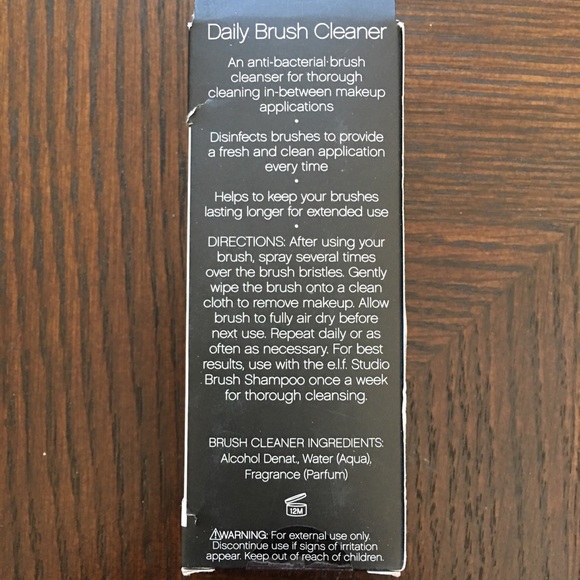 Daily Brush Cleaner
An anti-bacterial brush
cleanser for thorough
cleaning in-between makeup
applications
•
Disinfects brushes to provide
a fresh and clean application
every time
•
Helps to keep your brushes
lasting longer for extended use
•
DIRECTIONS: After using your
brush, spray several times
over the brush bristles. Gently
wipe the brush onto a clean
cloth to remove makeup. Allow
brush to fully air dry before
next use. Repeat daily or as
often as necessary. For best
results, use with the e.l.f. Studio
Brush Shampoo once a week
for thorough cleansing.
BRUSH CLEANER INGREDIENTS:
Alcohol Denat., Water (Aqua),
Fragrance (Parfum)
12M
⚠WARNING: For external use only.
Discontinue use if signs of irritation
appear. Keep out of reach of children.